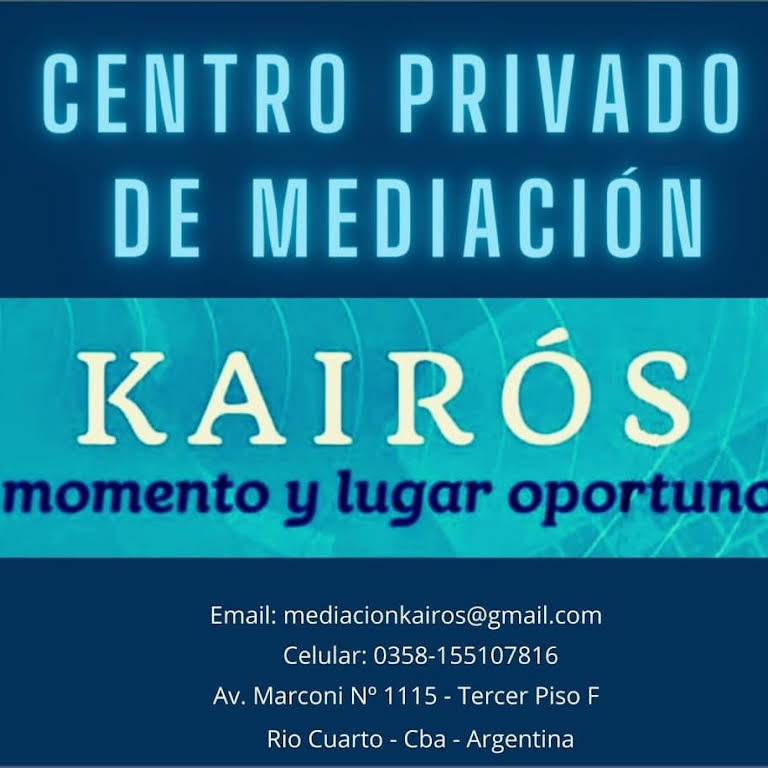 CENTRO PRIVADO
DE MEDIACIÓN
KAIRÓS
momento y lugar oportuno
Email: mediacionkairos@gmail.com
Celular: 0358-155107816
Av. Marconi Nº 1115 - Tercer Piso F
Rio Cuarto - Cba - Argentina